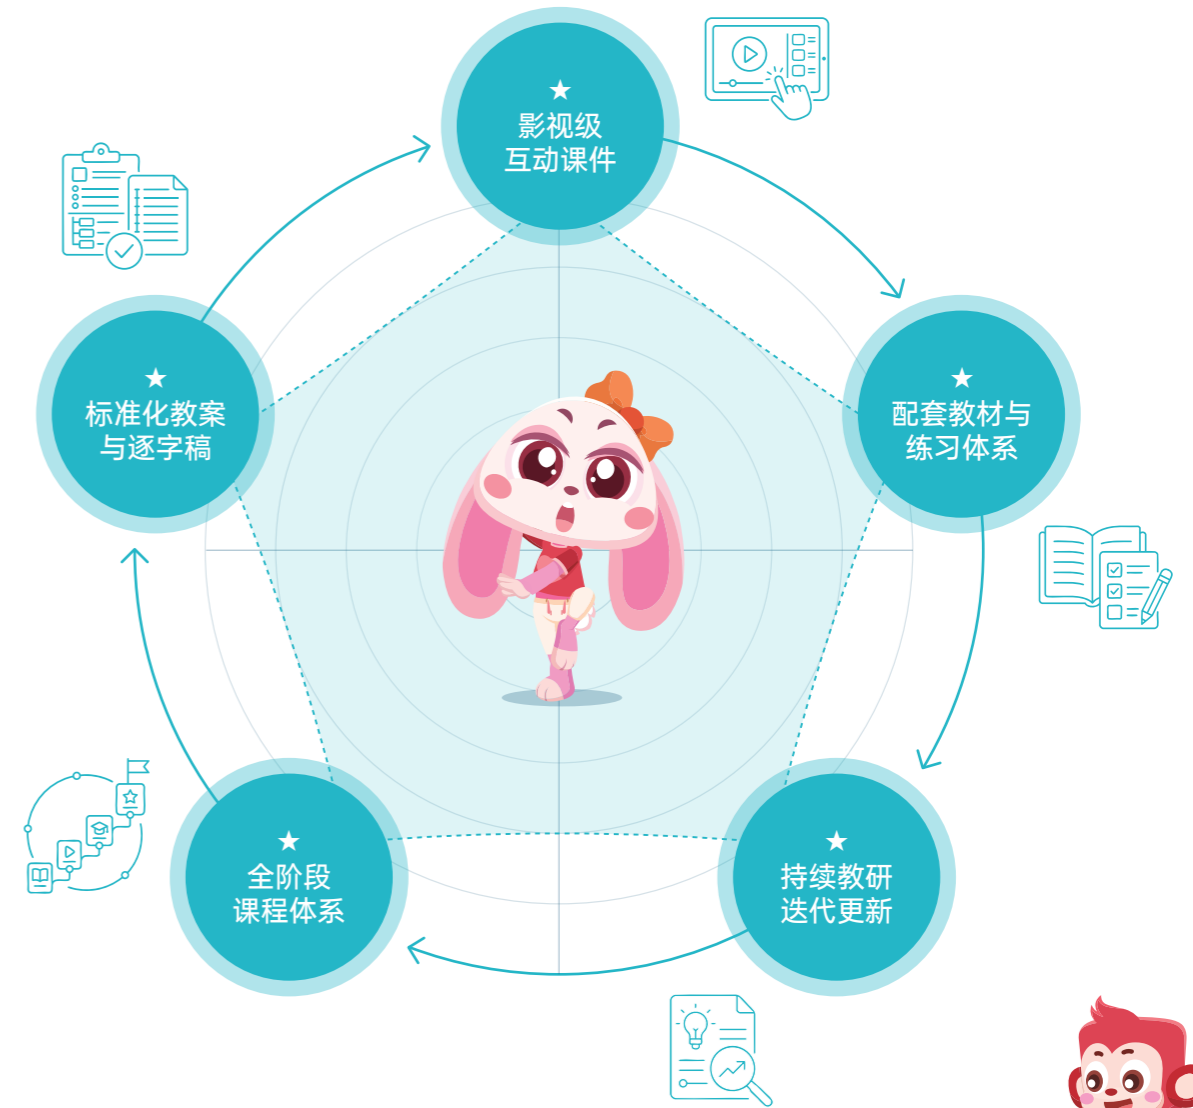 影视级
互动课件
标准化教案
与逐字稿
配套教材与
练习体系
全阶段
课程体系
持续教研
迭代更新